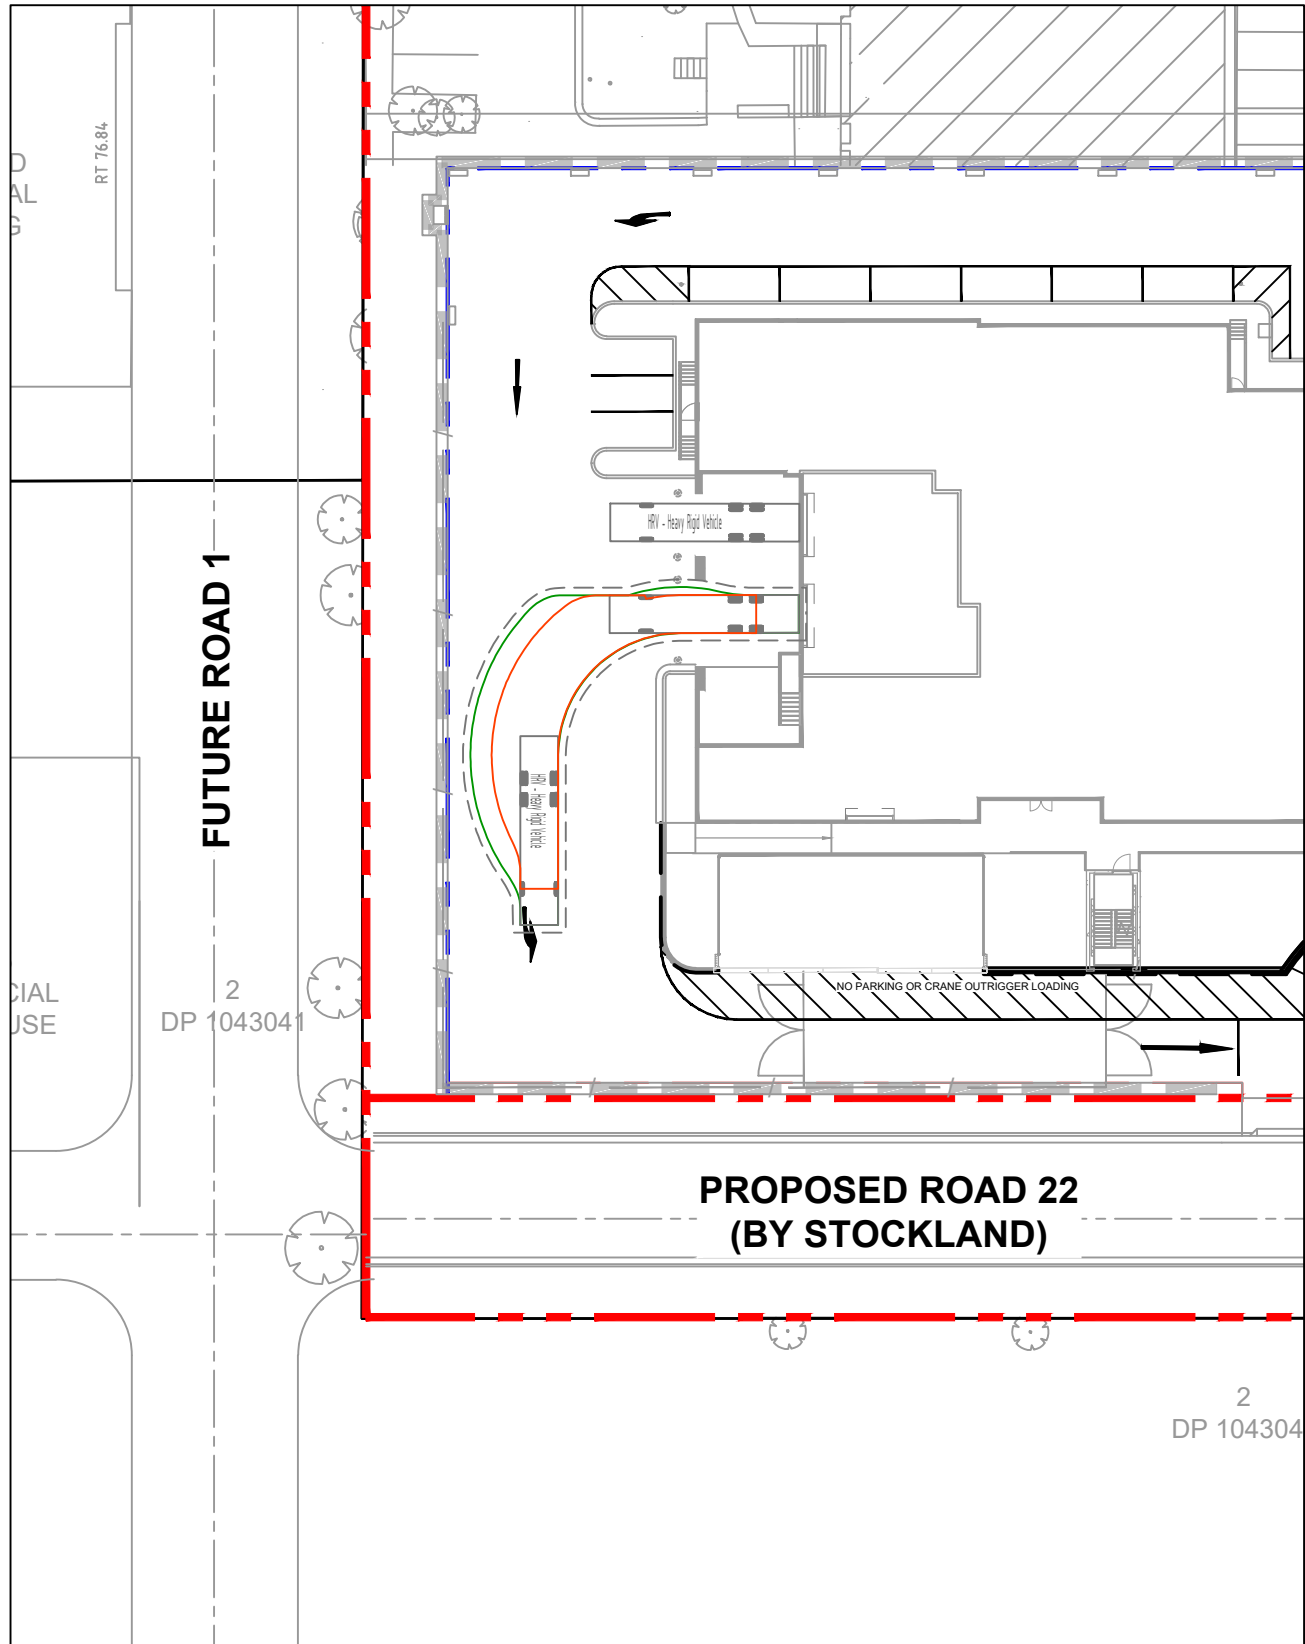 RT 76.84
D
AL
G
HRV - Heavy Rigid Vehicle
FUTURE ROAD 1
HRV - Heavy Rigid Vehicle
NO PARKING OR CRANE OUTRIGGER LOADING
2
DP 1043041
CIAL
USE
PROPOSED ROAD 22
(BY STOCKLAND)
2
DP 104304